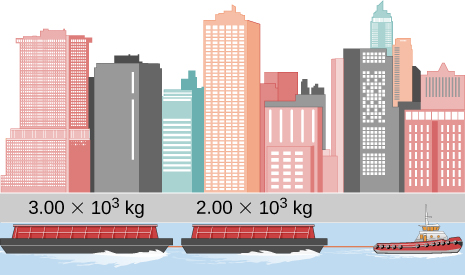 3.00 × 10³ kg 2.00 × 10³ kg